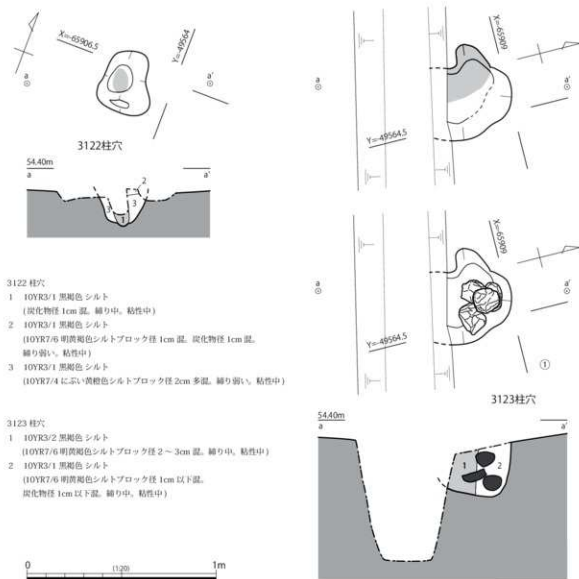 X=-65906.5
Y=-49564
a
a'
3122柱穴
54.40m
a
a'
2
3
3
1
3122 柱穴
1 10YR3/1 黒褐色 シルト
(炭化物径 1cm 混。締り中。粘性中)
2 10YR3/1 黒褐色 シルト
(10YR7/6 明黄褐色シルトブロック径 1cm 混。炭化物径 1cm 混。
締り弱い。粘性中)
3 10YR3/1 黒褐色 シルト
(10YR7/4 にぶい黄橙色シルトブロック径 2cm 多混。締り弱い。粘性中)
3123 柱穴
1 10YR3/2 黒褐色 シルト
(10YR7/6 明黄褐色シルトブロック径 2～3cm 混。締り中。粘性中)
2 10YR3/1 黒褐色 シルト
(10YR7/6 明黄褐色シルトブロック径 1cm 以下混。
炭化物径 1cm 以下混。締り中。粘性中)
0
(1:20)
1m
X=-65909
a
a'
Y=-49564.5
X=-65909
a
a'
Y=-49564.5
①
3123柱穴
54.40m
a
a'
1
2